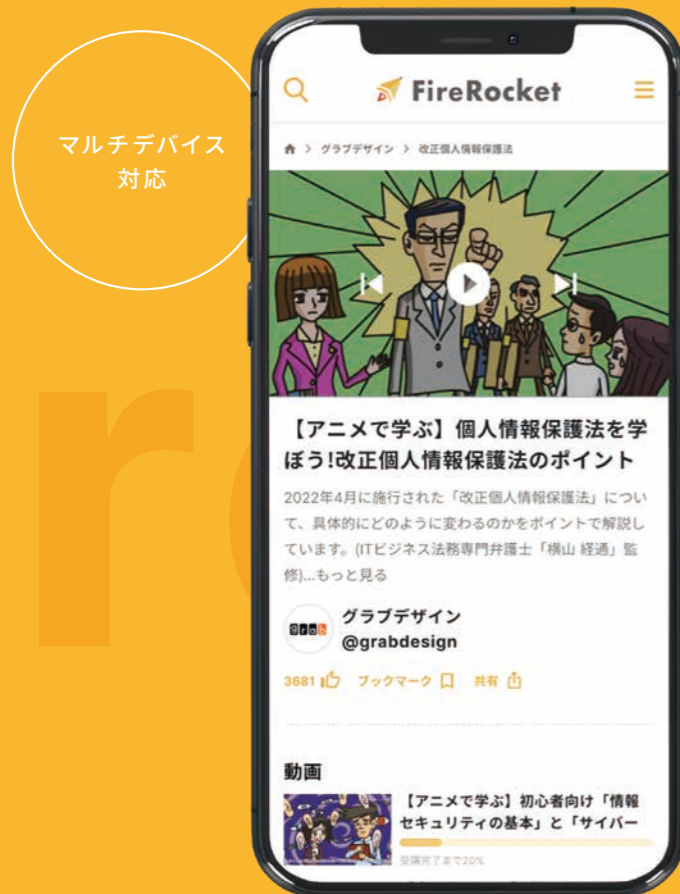 マルチデバイス
対応
FireRocket
グラブデザイン > 改正個人情報保護法
【アニメで学ぶ】個人情報保護法を学
ぼう!改正個人情報保護法のポイント
2022年4月に施行された「改正個人情報保護法」につい
て、具体的にどのように変わるのかをポイントで解説し
ています。(ITビジネス法務専門弁護士「横山 経通」監
修)...もっと見る
grab
グラブデザイン
@grabdesign
3681 ブックマーク 共有
動画
【アニメで学ぶ】初心者向け「情報
セキュリティの基本」と「サイバー
受講完了まで20%